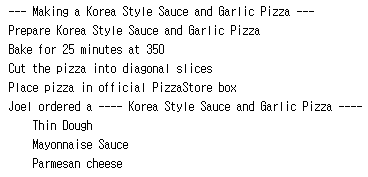 --- Making a Korea Style Sauce and Garlic Pizza ---
Prepare Korea Style Sauce and Garlic Pizza
Bake for 25 minutes at 350
Cut the pizza into diagonal slices
Place pizza in official PizzaStore box
Joel ordered a ---- Korea Style Sauce and Garlic Pizza ----
    Thin Dough
    Mayonnaise Sauce
    Parmesan cheese